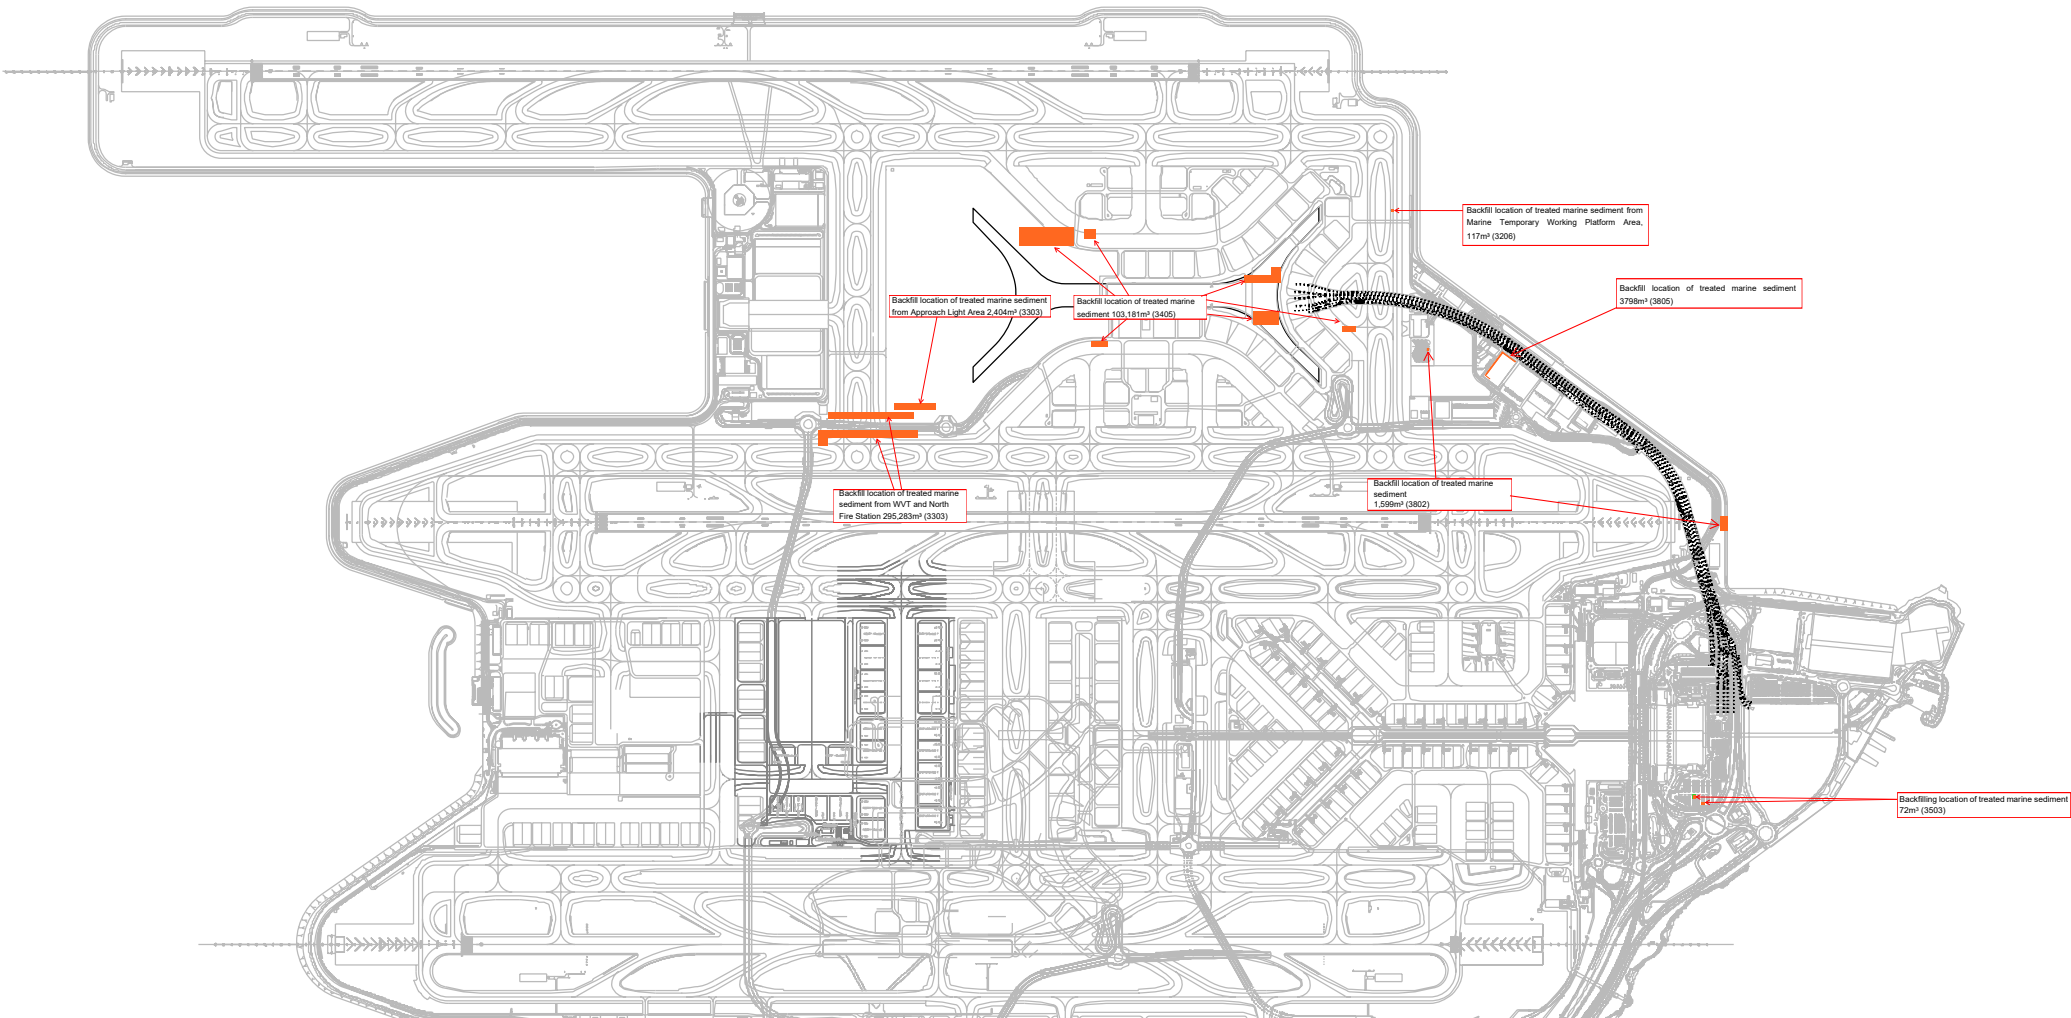 Backfill location of treated marine sediment from
Marine Temporary Working Platform Area,
117m³ (3206)
Backfill location of treated marine sediment
3798m³ (3805)
Backfill location of treated marine sediment
from Approach Light Area 2,404m³ (3303)
Backfill location of treated marine
sediment 103,181m³ (3405)
Backfill location of treated marine
sediment from WVT and North
Fire Station 295,283m³ (3303)
Backfill location of treated marine
sediment
1,599m³ (3802)
Backfilling location of treated marine sediment
72m³ (3503)